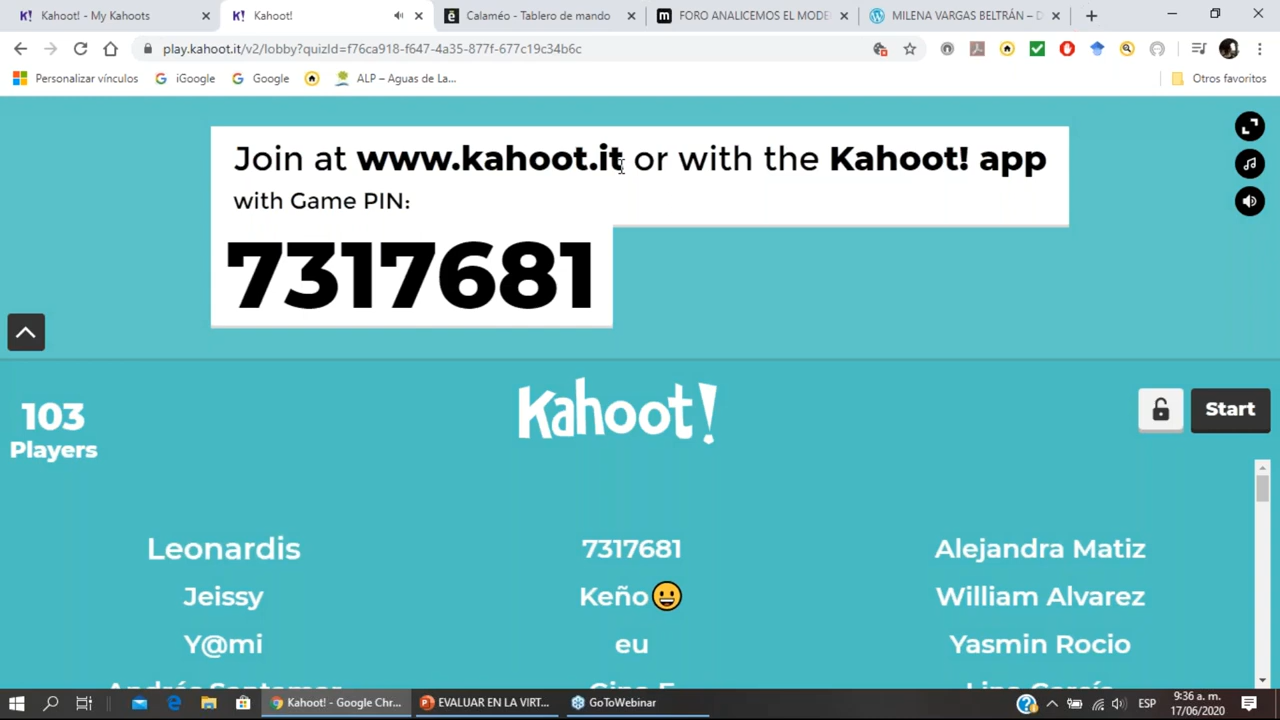 Kahoot! - My Kahoots
Kahoot!
Calaméo - Tablero de mando
FORO ANALICEMOS EL MODE
MILENA VARGAS BELTRÁN – D
play.kahoot.it/v2/lobby?quizId=f76ca918-f647-4a35-877f-677c19c34b6c
Personalizar vínculos
iGoogle
Google
ALP – Aguas de La...
Otros favoritos
Join at www.kahoot.it or with the Kahoot! app
with Game PIN:
7317681
103
Players
Kahoot!
Start
Leonardis
7317681
Alejandra Matiz
Jeissy
Keño😀
William Alvarez
Y@mi
eu
Yasmin Rocio
Kahoot! - Google Chr...
EVALUAR EN LA VIRT...
GoToWebinar
ESP
9:36 a. m.
17/06/2020